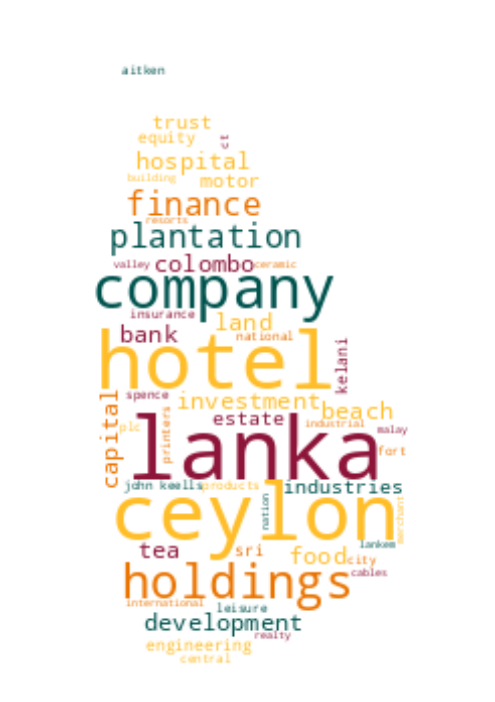 aitken
trust
equity
ct
hospital
building motor
finance
resorts
plantation
valley colombo ceramic
company
insurance land
bank national
hotel
kelani
spence
capital
investment beach
plc printers estate industrial
lanka
malay
fort
john keells products industries
ceylon
nation
merchant
lankem
tea sri food city
cables
holdings
international leisure
development
realty
engineering
central